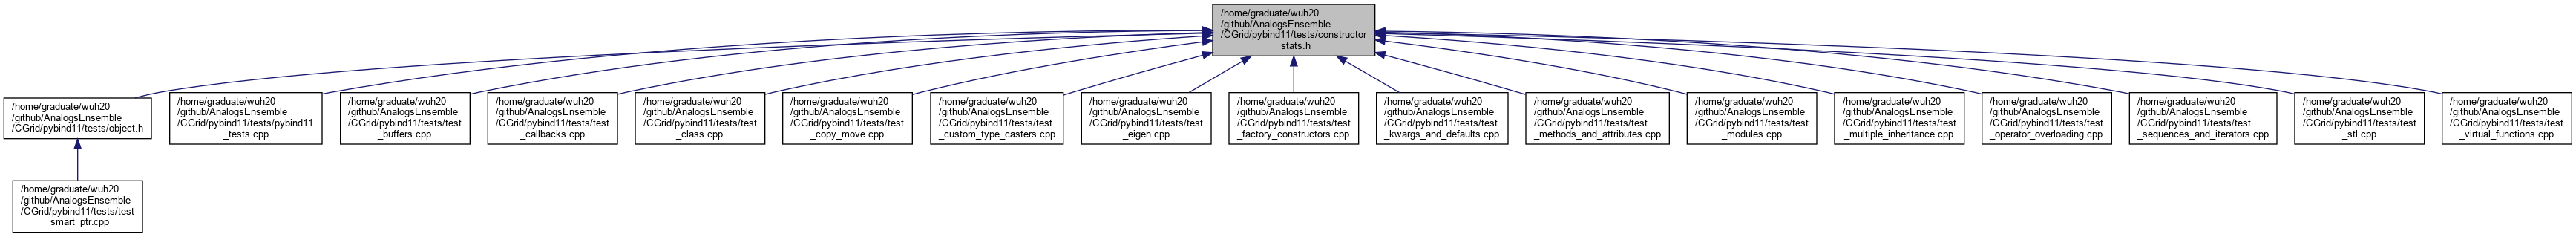 /home/graduate/wuh20
/github/AnalogsEnsemble
/CGrid/pybind11/tests/constructor
_stats.h
/home/graduate/wuh20
/github/AnalogsEnsemble
/CGrid/pybind11/tests/object.h
/home/graduate/wuh20
/github/AnalogsEnsemble
/CGrid/pybind11/tests/pybind11
_tests.cpp
/home/graduate/wuh20
/github/AnalogsEnsemble
/CGrid/pybind11/tests/test
_buffers.cpp
/home/graduate/wuh20
/github/AnalogsEnsemble
/CGrid/pybind11/tests/test
_callbacks.cpp
/home/graduate/wuh20
/github/AnalogsEnsemble
/CGrid/pybind11/tests/test
_class.cpp
/home/graduate/wuh20
/github/AnalogsEnsemble
/CGrid/pybind11/tests/test
_copy_move.cpp
/home/graduate/wuh20
/github/AnalogsEnsemble
/CGrid/pybind11/tests/test
_custom_type_casters.cpp
/home/graduate/wuh20
/github/AnalogsEnsemble
/CGrid/pybind11/tests/test
_eigen.cpp
/home/graduate/wuh20
/github/AnalogsEnsemble
/CGrid/pybind11/tests/test
_factory_constructors.cpp
/home/graduate/wuh20
/github/AnalogsEnsemble
/CGrid/pybind11/tests/test
_kwargs_and_defaults.cpp
/home/graduate/wuh20
/github/AnalogsEnsemble
/CGrid/pybind11/tests/test
_methods_and_attributes.cpp
/home/graduate/wuh20
/github/AnalogsEnsemble
/CGrid/pybind11/tests/test
_modules.cpp
/home/graduate/wuh20
/github/AnalogsEnsemble
/CGrid/pybind11/tests/test
_multiple_inheritance.cpp
/home/graduate/wuh20
/github/AnalogsEnsemble
/CGrid/pybind11/tests/test
_operator_overloading.cpp
/home/graduate/wuh20
/github/AnalogsEnsemble
/CGrid/pybind11/tests/test
_sequences_and_iterators.cpp
/home/graduate/wuh20
/github/AnalogsEnsemble
/CGrid/pybind11/tests/test
_stl.cpp
/home/graduate/wuh20
/github/AnalogsEnsemble
/CGrid/pybind11/tests/test
_virtual_functions.cpp
/home/graduate/wuh20
/github/AnalogsEnsemble
/CGrid/pybind11/tests/test
_smart_ptr.cpp